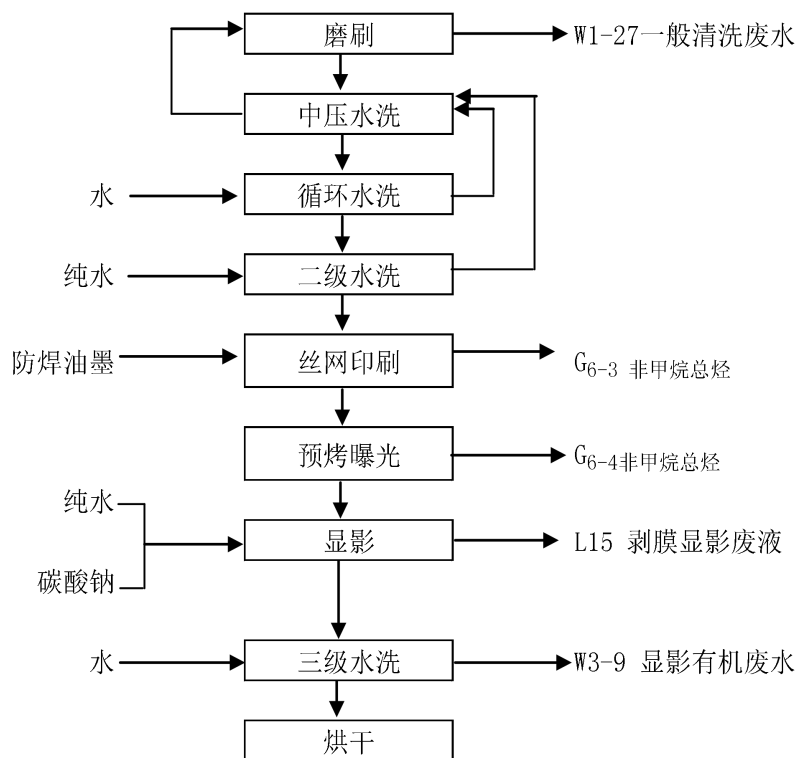 磨刷
W1-27一般清洗废水
中压水洗
水
循环水洗
纯水
二级水洗
防焊油墨
丝网印刷
G6-3 非甲烷总烃
预烤曝光
G6-4非甲烷总烃
纯水
显影
L15 剥膜显影废液
碳酸钠
水
三级水洗
W3-9 显影有机废水
烘干